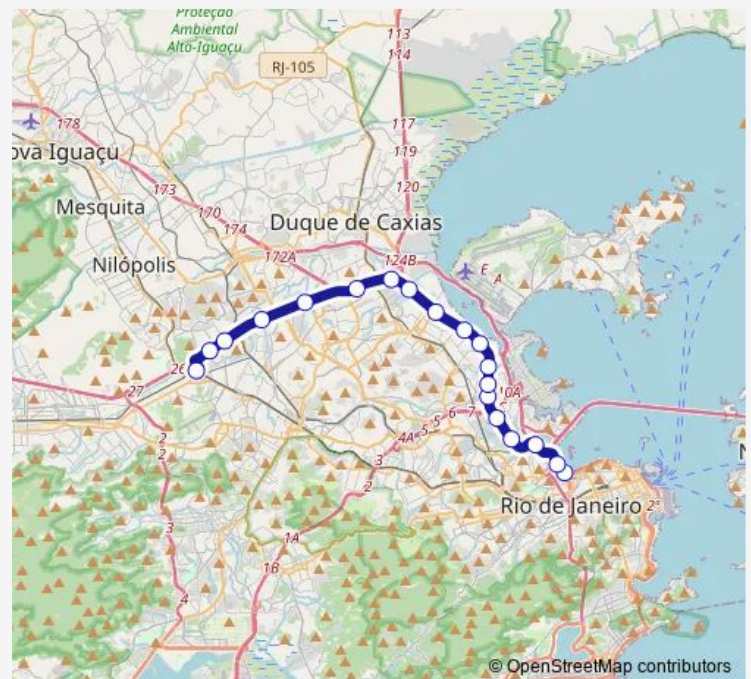 Proteção
Ambiental
Alto-Iguaçu
113
114
RJ-105
178
117
ova Iguaçu
119
173
120
Mesquita
170
174
Duque de Caxias
172A
124B
Nilópolis
E
A
26
27
10A
2
2
4A
5
5
6
7
3
2
Rio de Janeiro
2ª
3
1A
1B
4
© OpenStreetMap contributors